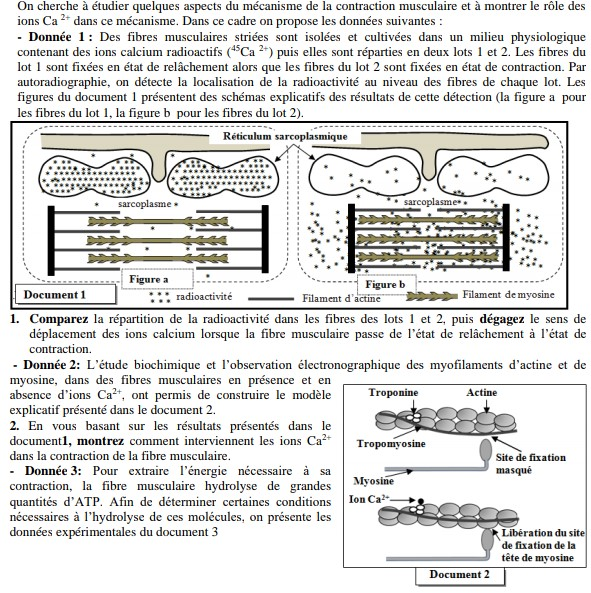 On cherche à étudier quelques aspects du mécanisme de la contraction musculaire et à montrer le rôle des
ions Ca 2+ dans ce mécanisme. Dans ce cadre on propose les données suivantes :
- Donnée 1 : Des fibres musculaires striées sont isolées et cultivées dans un milieu physiologique
contenant des ions calcium radioactifs (45Ca 2+) puis elles sont réparties en deux lots 1 et 2. Les fibres du
lot 1 sont fixées en état de relâchement alors que les fibres du lot 2 sont fixées en état de contraction. Par
autoradiographie, on détecte la localisation de la radioactivité au niveau des fibres de chaque lot. Les
figures du document 1 présentent des schémas explicatifs des résultats de cette détection (la figure a pour
les fibres du lot 1, la figure b pour les fibres du lot 2).
Réticulum sarcoplasmique
sarcoplasme
sarcoplasme
Figure a
Figure b
Document 1
radioactivité
Filament d'actine
Filament de myosine
1. Comparez la répartition de la radioactivité dans les fibres des lots 1 et 2, puis dégagez le sens de
déplacement des ions calcium lorsque la fibre musculaire passe de l'état de relâchement à l'état de
contraction.
- Donnée 2: L'étude biochimique et l'observation électronographique des myofilaments d'actine et de
myosine, dans des fibres musculaires en présence et en
absence d'ions Ca2+, ont permis de construire le modèle
explicatif présenté dans le document 2.
2. En vous basant sur les résultats présentés dans le
document1, montrez comment interviennent les ions Ca2+
dans la contraction de la fibre musculaire.
- Donnée 3: Pour extraire l'énergie nécessaire à sa
contraction, la fibre musculaire hydrolyse de grandes
quantités d'ATP. Afin de déterminer certaines conditions
nécessaires à l'hydrolyse de ces molécules, on présente les
données expérimentales du document 3
Troponine
Actine
Tropomyosine
Site de fixation
masqué
Myosine
Ion Ca2+
Libération du site
de fixation de la
tête de myosine
Document 2